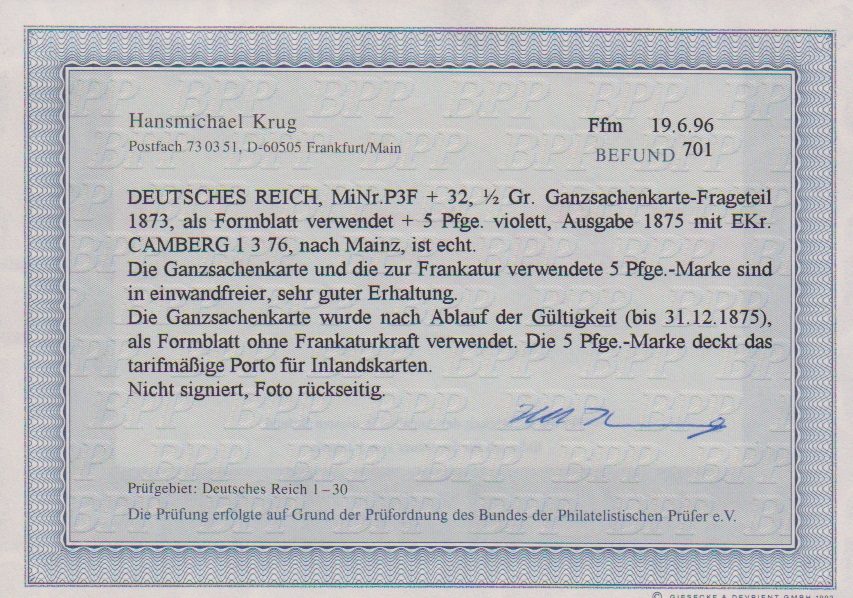 Hansmichael Krug
Postfach 73 03 51, D-60505 Frankfurt/Main
Ffm 19.6.96
BEFUND 701
DEUTSCHES REICH, MiNr.P3F + 32, ½ Gr. Ganzsachenkarte-Frageteil
1873, als Formblatt verwendet + 5 Pfge. violett, Ausgabe 1875 mit EKr.
CAMBERG 1 3 76, nach Mainz, ist echt.
Die Ganzsachenkarte und die zur Frankatur verwendete 5 Pfge.-Marke sind
in einwandfreier, sehr guter Erhaltung.
Die Ganzsachenkarte wurde nach Ablauf der Gültigkeit (bis 31.12.1875),
als Formblatt ohne Frankaturkraft verwendet. Die 5 Pfge.-Marke deckt das
tarifmäßige Porto für Inlandskarten.
Nicht signiert, Foto rückseitig.
Prüfgebiet: Deutsches Reich 1–30
Die Prüfung erfolgte auf Grund der Prüfordnung des Bundes der Philatelistischen Prüfer e.V.
© GIESECKE & DEVRIENT GMBH